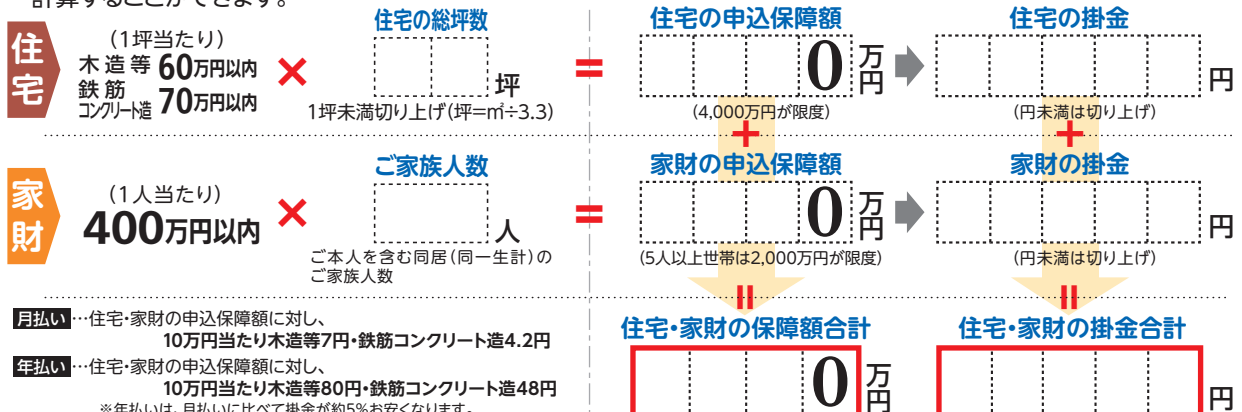 計算することができます。
住宅
(1坪当たり)
木造等60万円以内
鉄筋コンクリート造70万円以内
×
住宅の総坪数
坪
1坪未満切り上げ(坪=㎡÷3.3)
=
住宅の申込保障額
0万円
(4,000万円が限度)
住宅の掛金
円
(円未満は切り上げ)
+
+
家財
(1人当たり)
400万円以内
×
ご家族人数
人
ご本人を含む同居(同一生計)の
ご家族人数
=
家財の申込保障額
0万円
(5人以上世帯は2,000万円が限度)
家財の掛金
円
(円未満は切り上げ)
=
=
月払い…住宅・家財の申込保障額に対し、
10万円当たり木造等7円・鉄筋コンクリート造4.2円
年払い…住宅・家財の申込保障額に対し、
10万円当たり木造等80円・鉄筋コンクリート造48円
※年払いは、月払いに比べて掛金が約5%お安くなります。
住宅・家財の保障額合計
0万円
住宅・家財の掛金合計
円